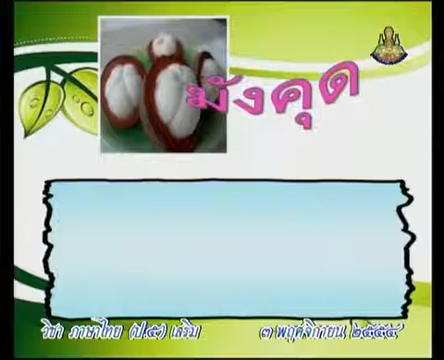 มังคุด
วิชา ภาษาไทย (ป.๕) เสริม
๓ พฤศจิกายน ๒๕๕๔